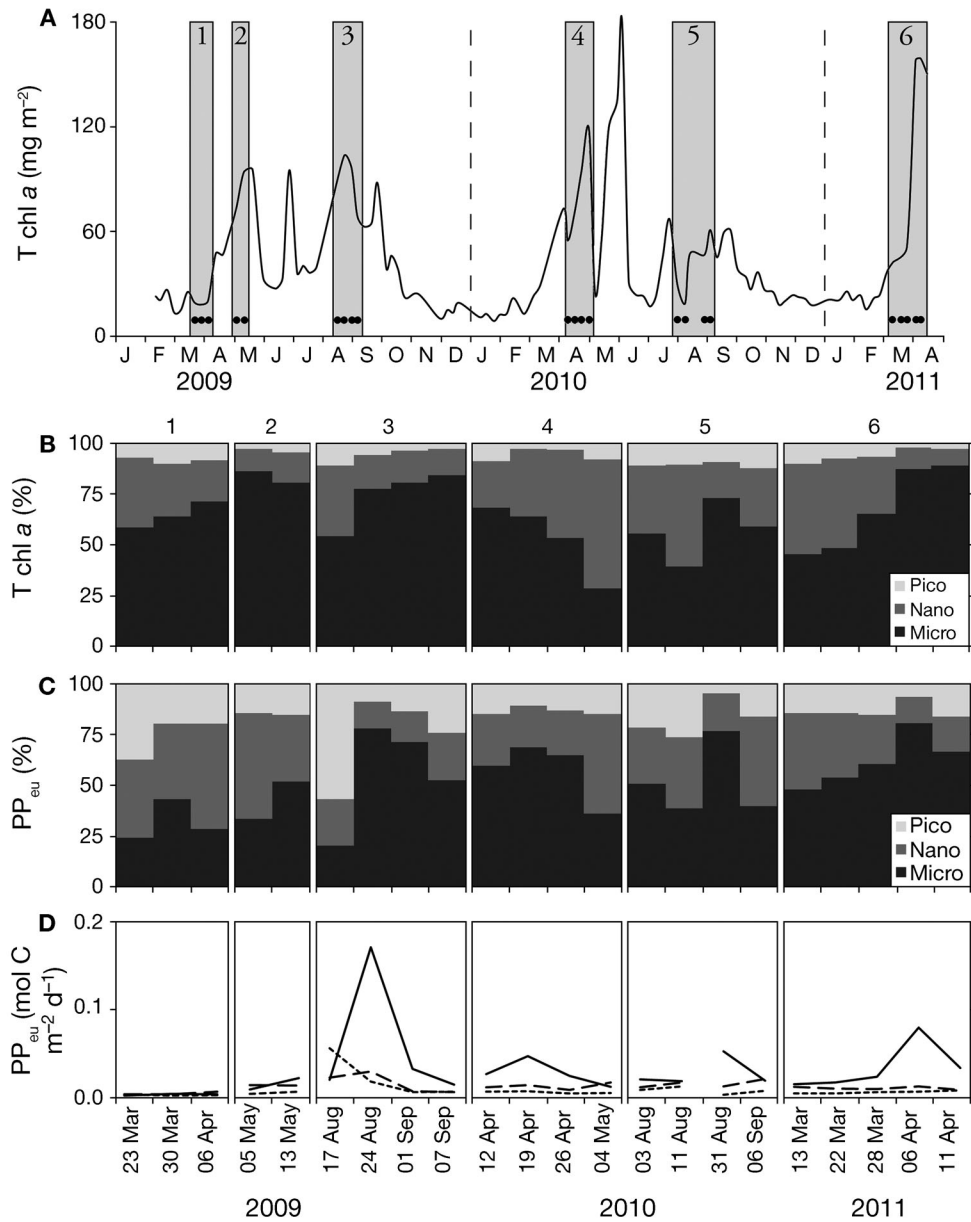 A
T chl a (mg m⁻²)
180
120
60
0
1 2 3 4 5 6
J F M A M J J A S O N D J F M A M J J A S O N D J F M A
2009 2010 2011
B
T chl a (%)
1 2 3 4 5 6
100
75
50
25
0
Pico
Nano
Micro
C
PPeu (%)
100
75
50
25
0
Pico
Nano
Micro
D
PPeu (mol C
m⁻² d⁻¹)
0.2
0.1
0.0
23 Mar
30 Mar
06 Apr
05 May
13 May
17 Aug
24 Aug
01 Sep
07 Sep
12 Apr
19 Apr
26 Apr
04 May
03 Aug
11 Aug
31 Aug
06 Sep
13 Mar
22 Mar
28 Mar
06 Apr
11 Apr
2009 2010 2011